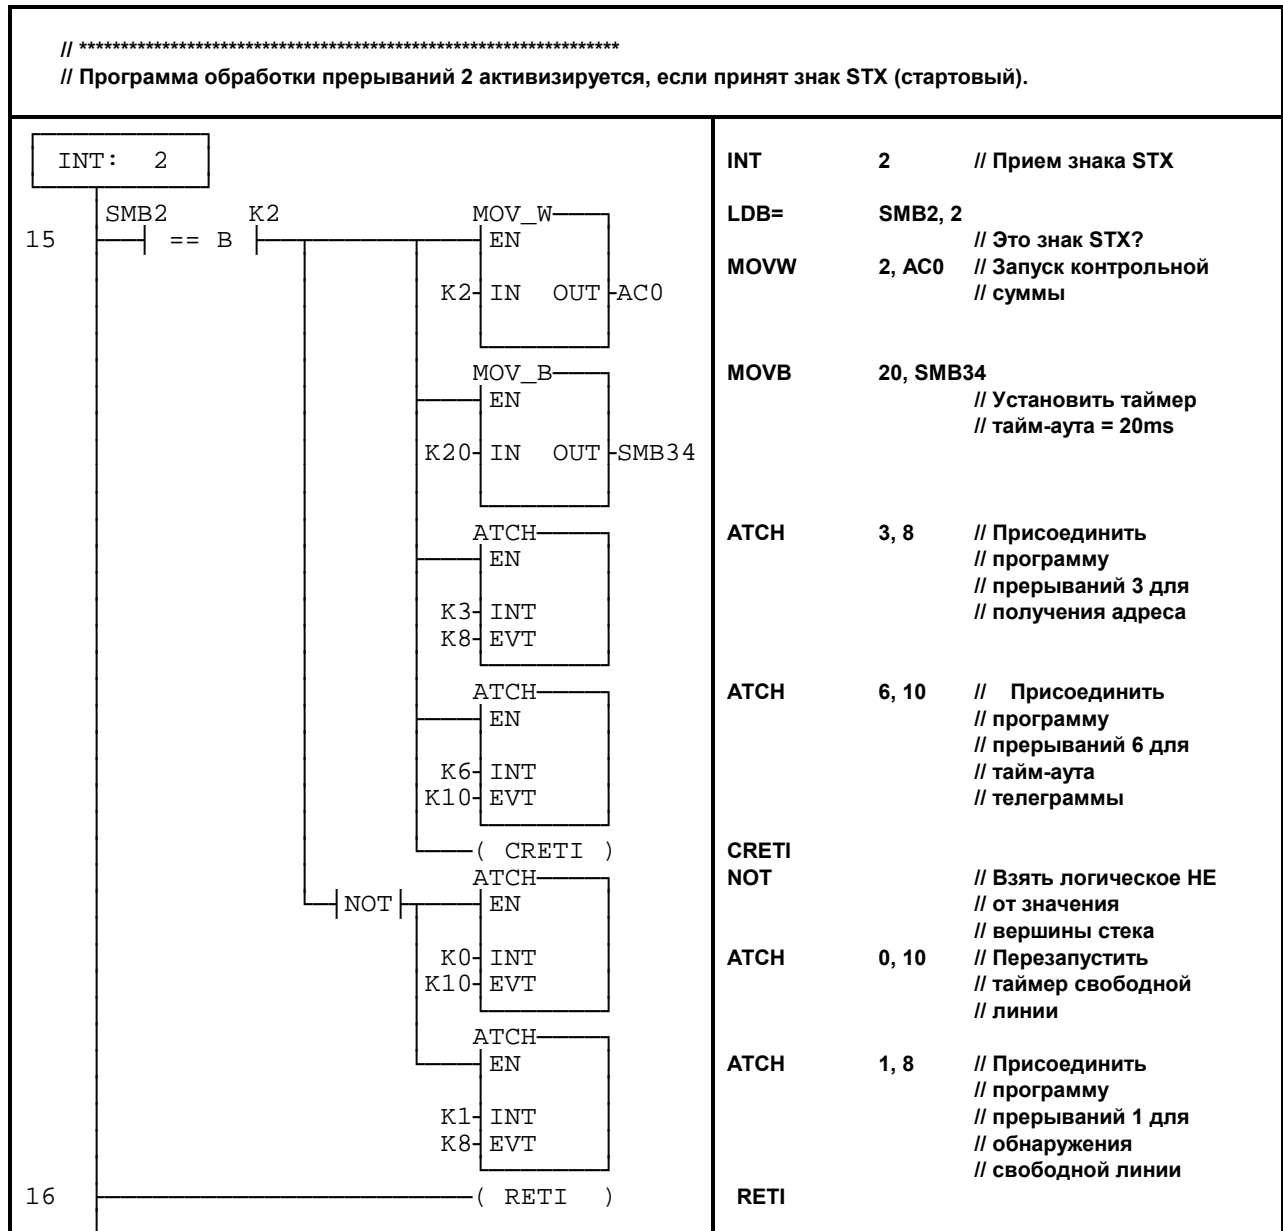 // *****************************************************************
// Программа обработки прерываний 2 активизируется, если принят знак STX (стартовый).
INT: 2
SMB2 K2
15 == B
MOV_W
EN
K2 IN OUT AC0
MOV_B
EN
K20 IN OUT SMB34
ATCH
EN
K3 INT
K8 EVT
ATCH
EN
K6 INT
K10 EVT
( CRETI )
ATCH
NOT EN
K0 INT
K10 EVT
ATCH
EN
K1 INT
K8 EVT
16 ( RETI )
INT 2 // Прием знака STX
LDB= SMB2, 2
// Это знак STX?
MOVW 2, AC0 // Запуск контрольной
// суммы
MOVB 20, SMB34
// Установить таймер
// тайм-аута = 20ms
ATCH 3, 8 // Присоединить
// программу
// прерываний 3 для
// получения адреса
ATCH 6, 10 // Присоединить
// программу
// прерываний 6 для
// тайм-аута
// телеграммы
CRETI
NOT // Взять логическое НЕ
// от значения
// вершины стека
ATCH 0, 10 // Перезапустить
// таймер свободной
// линии
ATCH 1, 8 // Присоединить
// программу
// прерываний 1 для
// обнаружения
// свободной линии
RETI